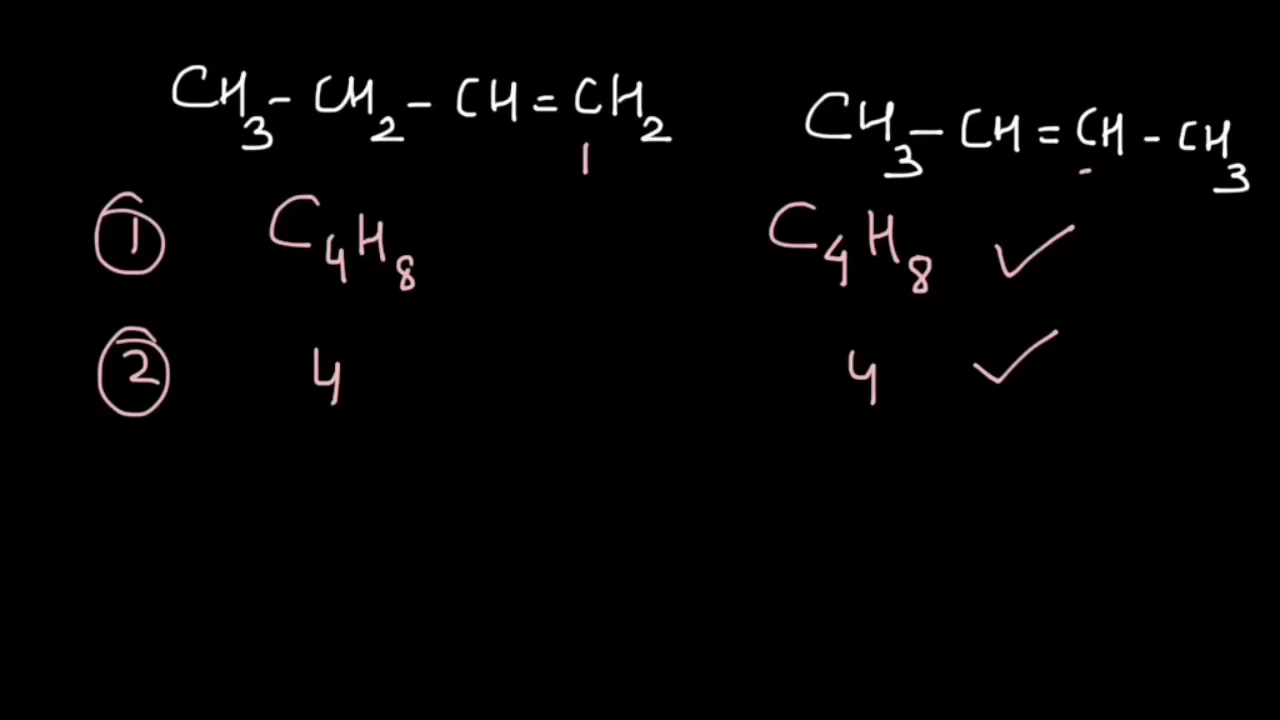 CH₃ - CH₂ - CH = CH₂
CH₃ - CH = CH - CH₃
1
① C₄H₈ C₄H₈ ✓
② 4 4 ✓